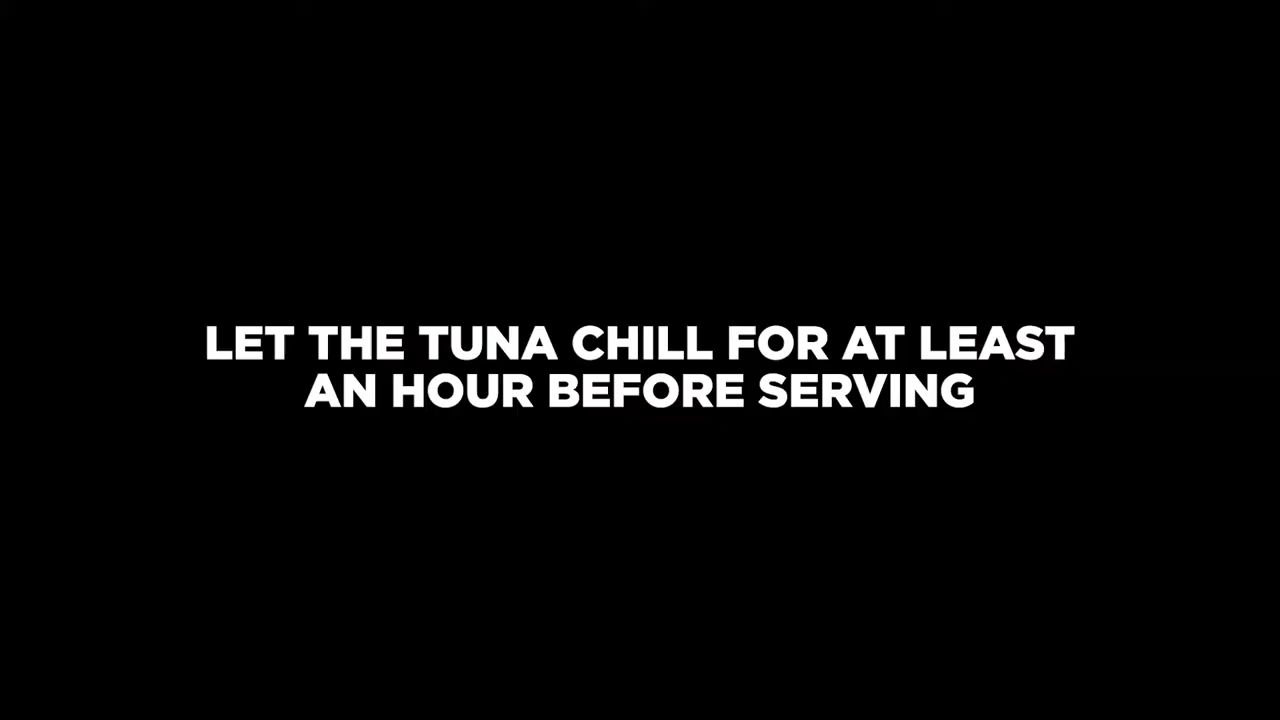 LET THE TUNA CHILL FOR AT LEAST
AN HOUR BEFORE SERVING